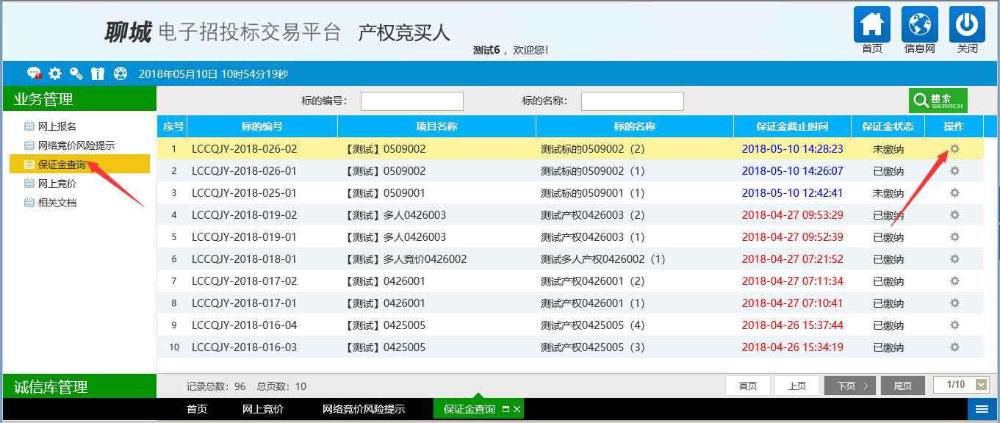 聊城 电子招投标交易平台 产权竞买人
测试6 ，欢迎您!
首页 信息网 关闭
2018年05月10日 10时54分19秒
业务管理
网上报名
网络竞价风险提示
保证金查询
网上竞价
相关文档
诚信库管理
标的编号： 标的名称： 搜索 SEARCH
序号 标的编号 项目名称 标的名称 保证金截止时间 保证金状态 操作
1 LCCQJY-2018-026-02 【测试】0509002 测试标的0509002（2） 2018-05-10 14:28:23 未缴纳
2 LCCQJY-2018-026-01 【测试】0509002 测试标的0509002（1） 2018-05-10 14:26:07 已缴纳
3 LCCQJY-2018-025-01 【测试】0509001 测试标的0509001（1） 2018-05-10 12:42:41 未缴纳
4 LCCQJY-2018-019-02 【测试】多人0426003 测试产权0426003（2） 2018-04-27 09:53:29 已缴纳
5 LCCQJY-2018-019-01 【测试】多人0426003 测试产权0426003（1） 2018-04-27 09:52:39 已缴纳
6 LCCQJY-2018-018-01 【测试】多人竞价0426002 测试多人产权0426002（1） 2018-04-27 07:21:52 已缴纳
7 LCCQJY-2018-017-02 【测试】0426001 测试产权0426001（2） 2018-04-27 07:11:34 已缴纳
8 LCCQJY-2018-017-01 【测试】0426001 测试产权0426001（1） 2018-04-27 07:10:41 已缴纳
9 LCCQJY-2018-016-04 【测试】0425005 测试产权0425005（4） 2018-04-26 15:37:44 已缴纳
10 LCCQJY-2018-016-03 【测试】0425005 测试产权0425005（3） 2018-04-26 15:34:19 已缴纳
记录总数：96 总页数：10 首页 上页 下页 尾页 1/10
首页 网上竞价 网络竞价风险提示 保证金查询